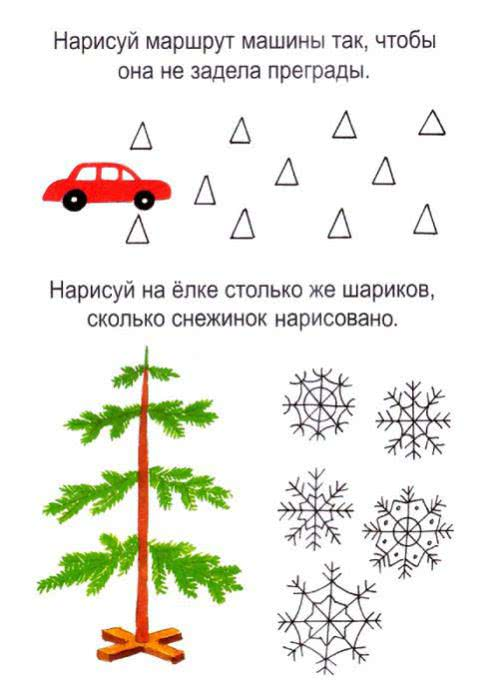 Нарисуй маршрут машины так, чтобы
она не задела преграды.
Нарисуй на ёлке столько же шариков,
сколько снежинок нарисовано.